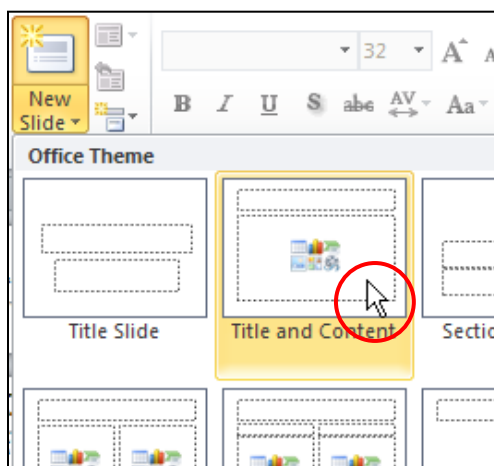 32 A A
New
Slide
B I U S abc AV Aa
Office Theme
Title Slide
Title and Content
Sectio